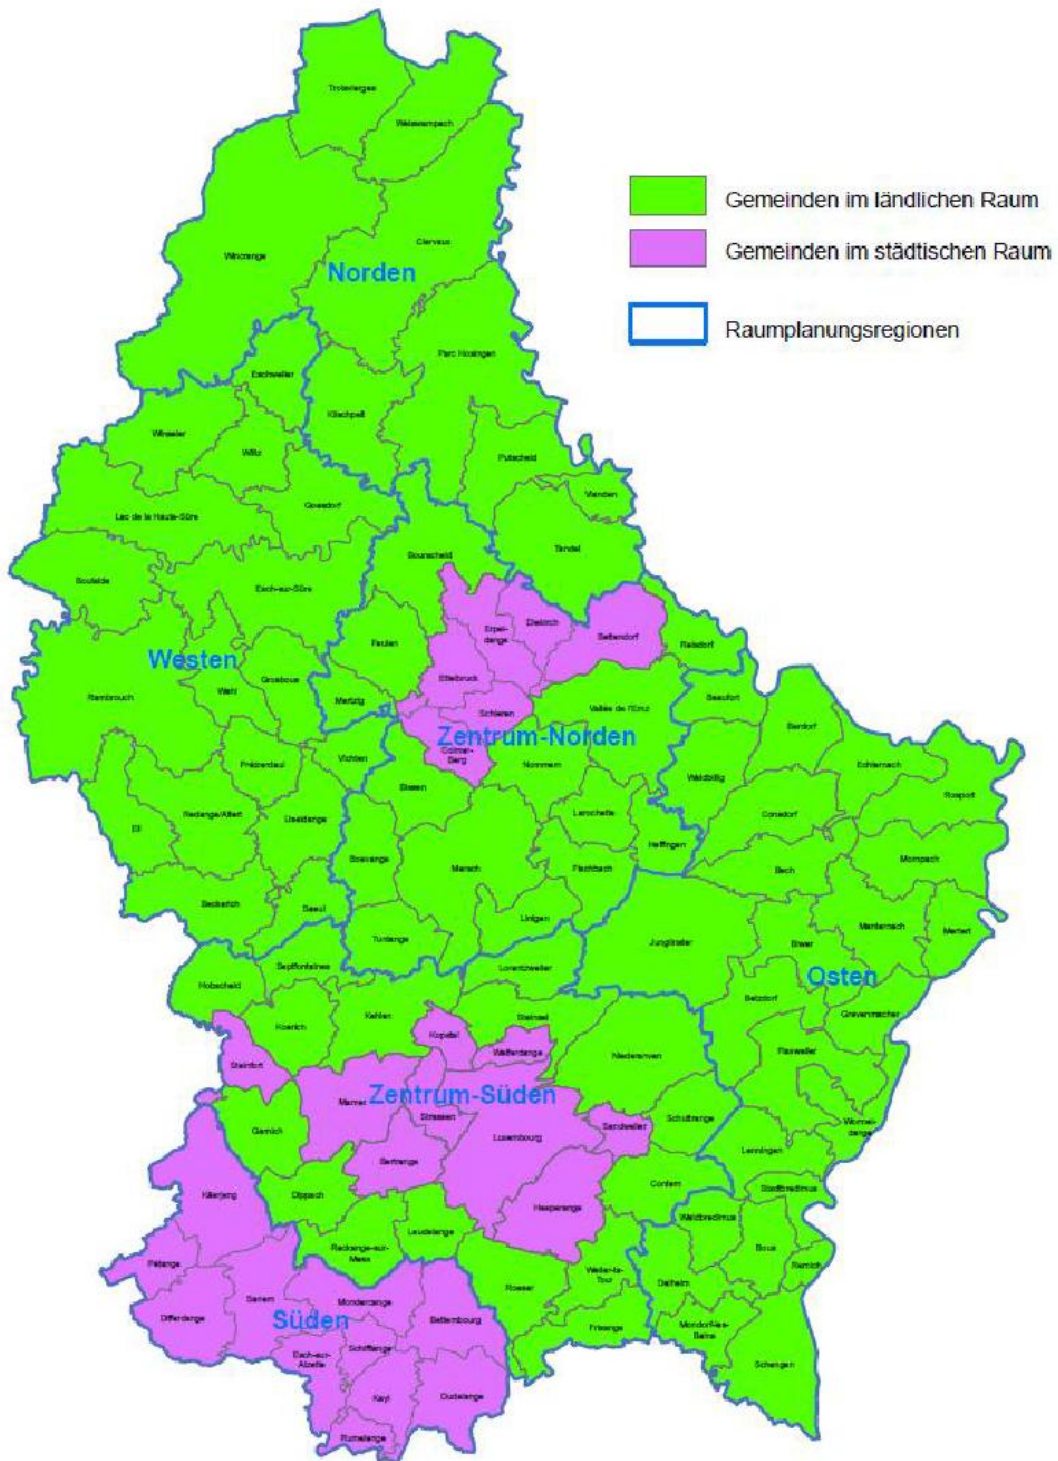 Troisvierges
Weiswampach
Gemeinden im ländlichen Raum
Gemeinden im städtischen Raum
Raumplanungsregionen
Wincrange
Clervaux
Norden
Parc Hosingen
Eschweiler
Kiischpelt
Winseler
Wiltz
Putscheid
Vianden
Lac de la Haute-Sûre
Goesdorf
Tandel
Bourscheid
Boulaide
Esch-sur-Sûre
Erpel-
dange
Diekirch
Bettendorf
Reisdorf
Feulen
Westen
Ettelbruck
Grosbous
Wahl
Rambrouch
Mertzig
Schieren
Vallée de l'Ernz
Beaufort
Berdorf
Zentrum-Norden
Colmar-
Berg
Vichten
Préizerdaul
Nommern
Echternach
Bissen
Waldbillig
Rosport
Ell
Redange/Attert
Useldange
Larochette
Consdorf
Heffingen
Boevange
Mersch
Fischbach
Bech
Mompach
Beckerich
Saeul
Lintgen
Tuntange
Junglinster
Biwer
Manternach
Mertert
Septfontaines
Lorentzweiler
Hobscheid
Osten
Betzdorf
Grevenmacher
Kehlen
Steinsel
Koerich
Kopstal
Walferdange
Niederanven
Flaxweiler
Steinfort
Mamer
Zentrum-Süden
Strassen
Schuttrange
Sandweiler
Wormel-
dange
Garnich
Luxembourg
Lenningen
Bertrange
Contern
Stadtbredimus
Dippach
Käerjeng
Hesperange
Waldbredimus
Leudelange
Reckange-sur-
Mess
Bous
Pétange
Weiler-la-
Tour
Remich
Roeser
Dalheim
Sanem
Mondercange
Differdange
Süden
Bettembourg
Mondorf-les-
Bains
Frisange
Schifflange
Esch-sur-
Alzette
Schengen
Kayl
Dudelange
Rumelange